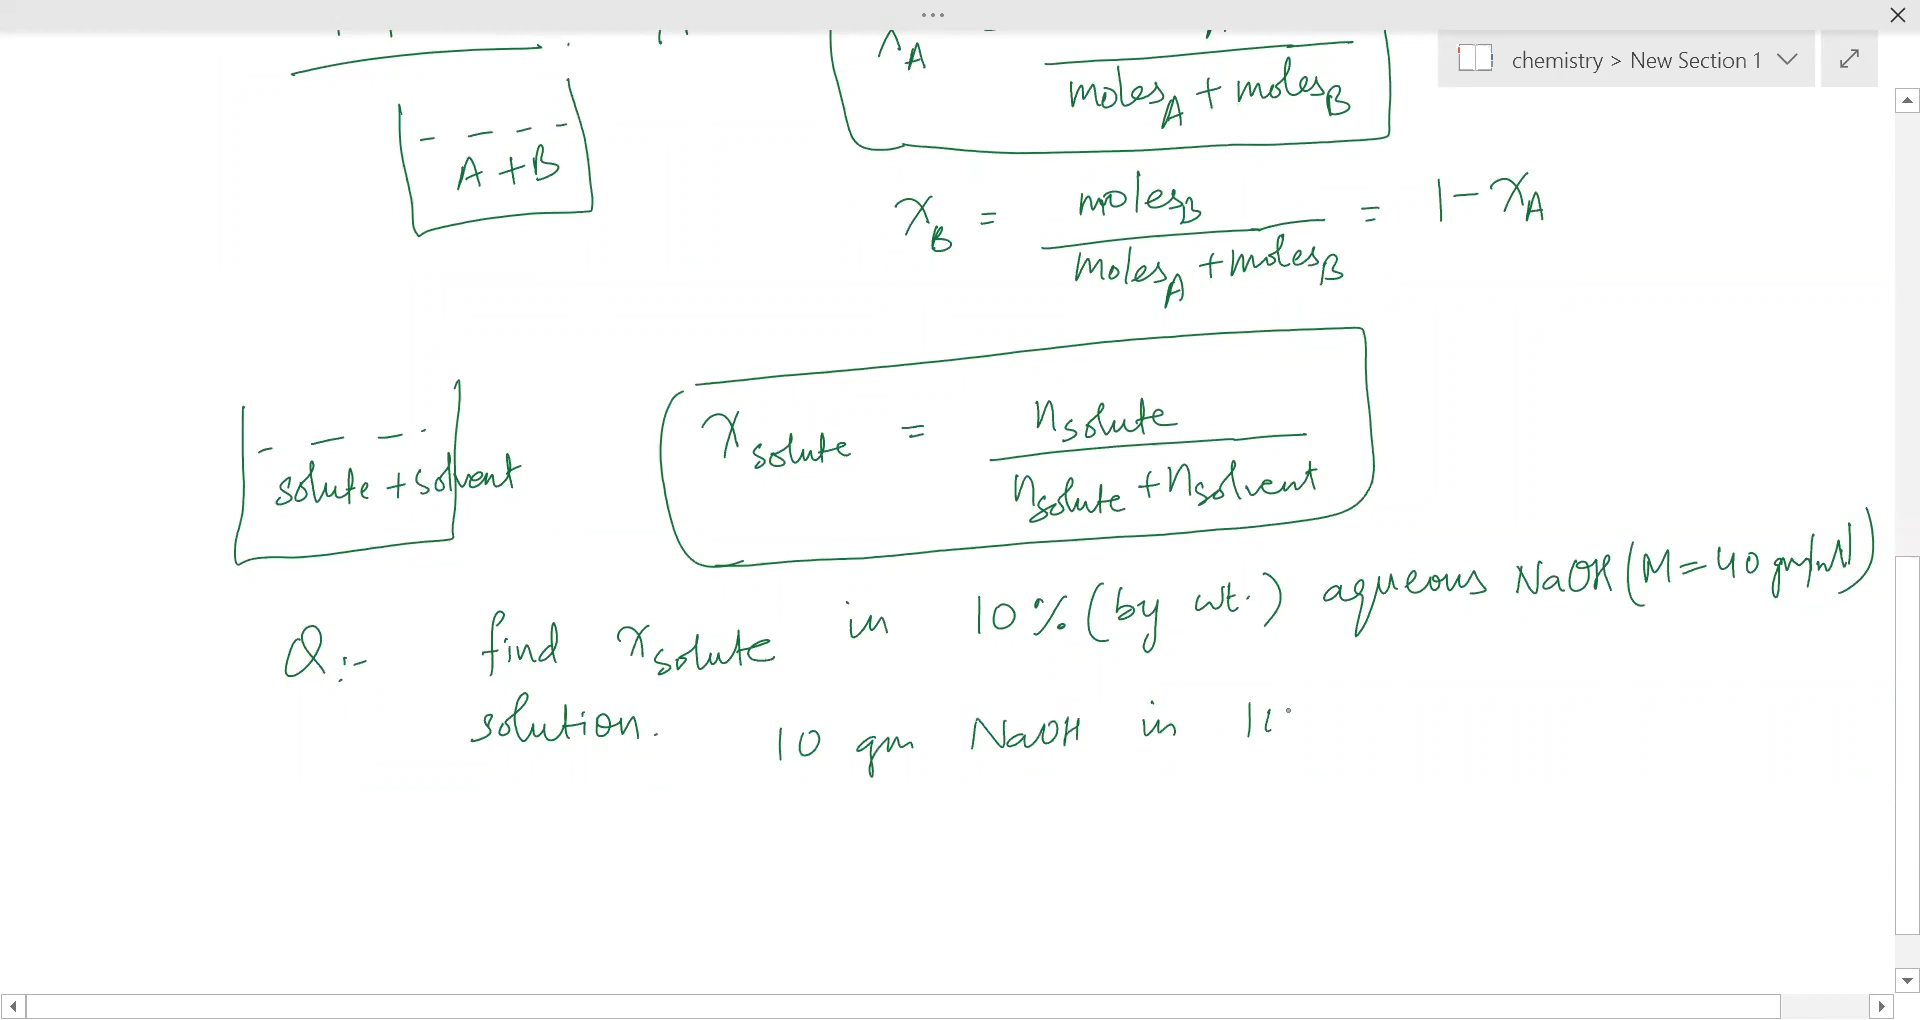 chemistry > New Section 1
x_A = moles_A + moles_B
A + B
x_B = moles_B / moles_A + moles_B = 1 - x_A
x_solute = n_solute / n_solute + n_solvent
solute + solvent
Q:- find x_solute in 10% (by wt.) aqueous NaOH (M = 40 gm/mol)
solution. 10 gm NaOH in